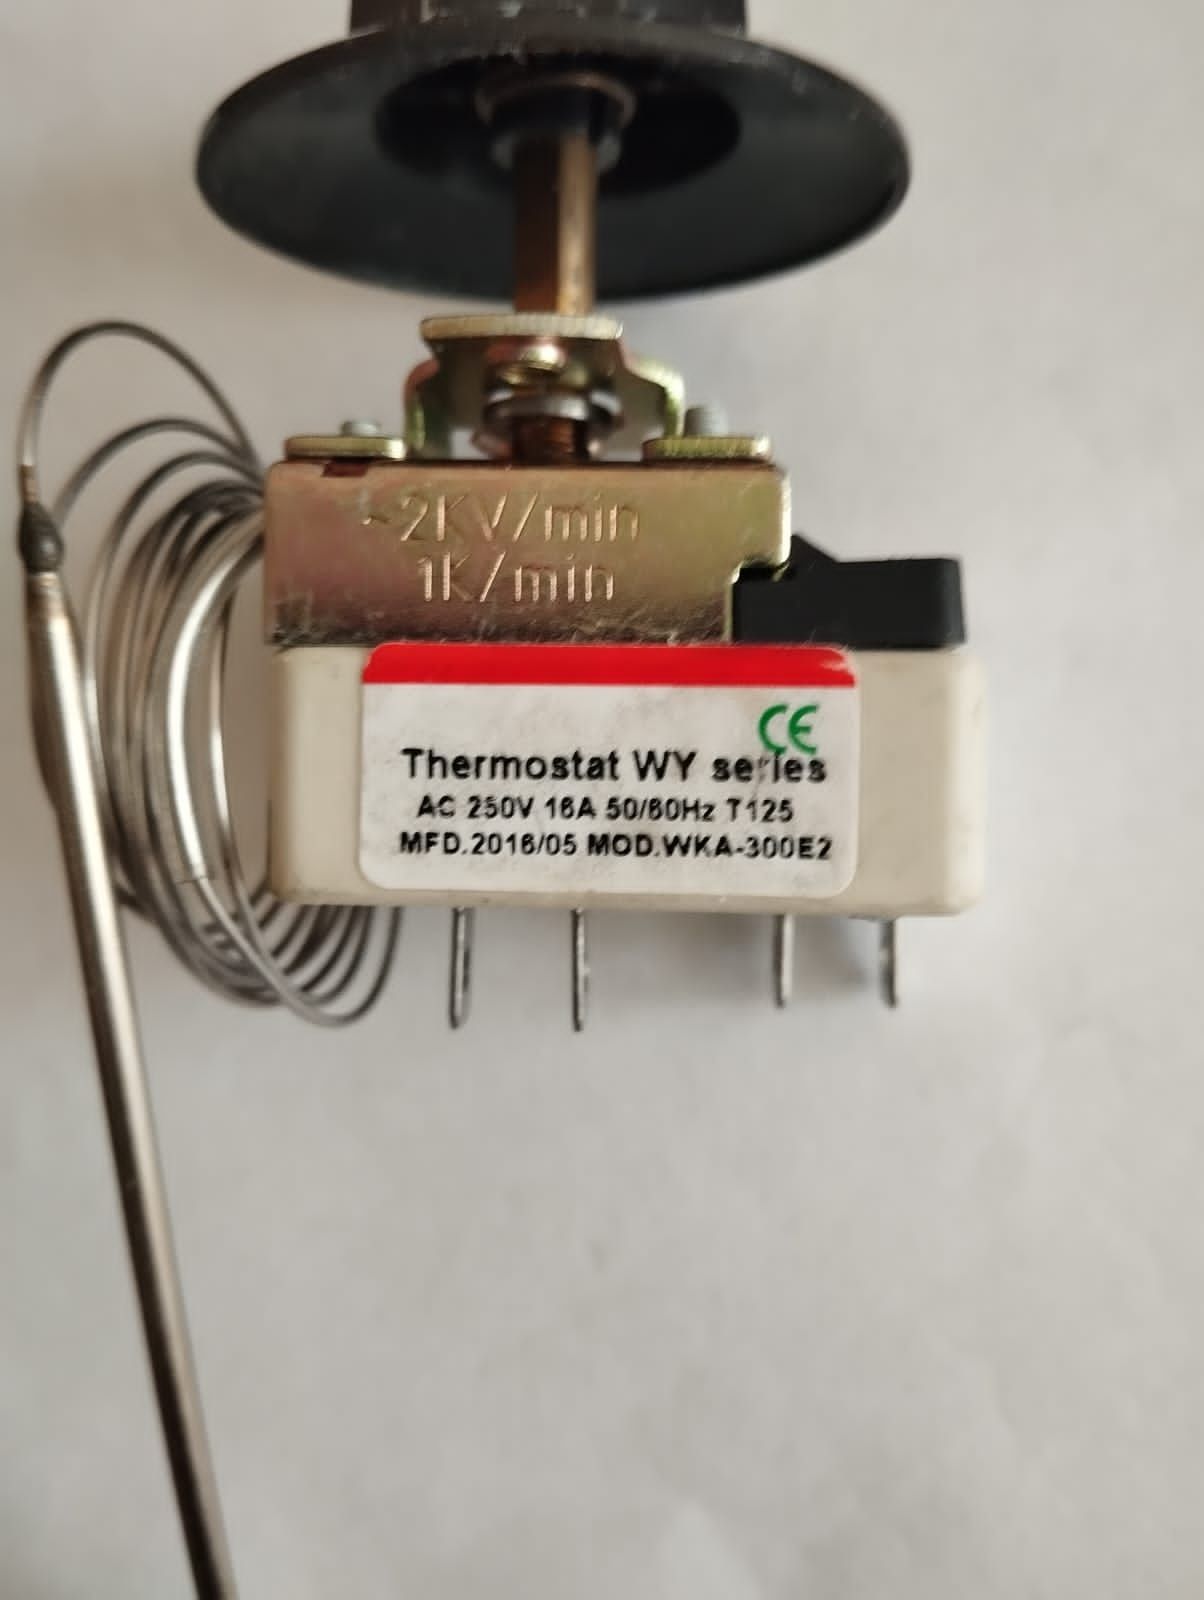 ~2KV/min
1K/min
CE
Thermostat WY series
AC 250V 16A 50/60Hz T125
MFD.2016/05 MOD.WKA-300E2